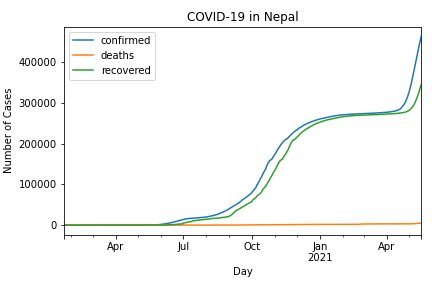 COVID-19 in Nepal
confirmed
deaths
recovered
Number of Cases
400000
300000
200000
100000
0
Apr
Jul
Oct
Jan
2021
Apr
Day